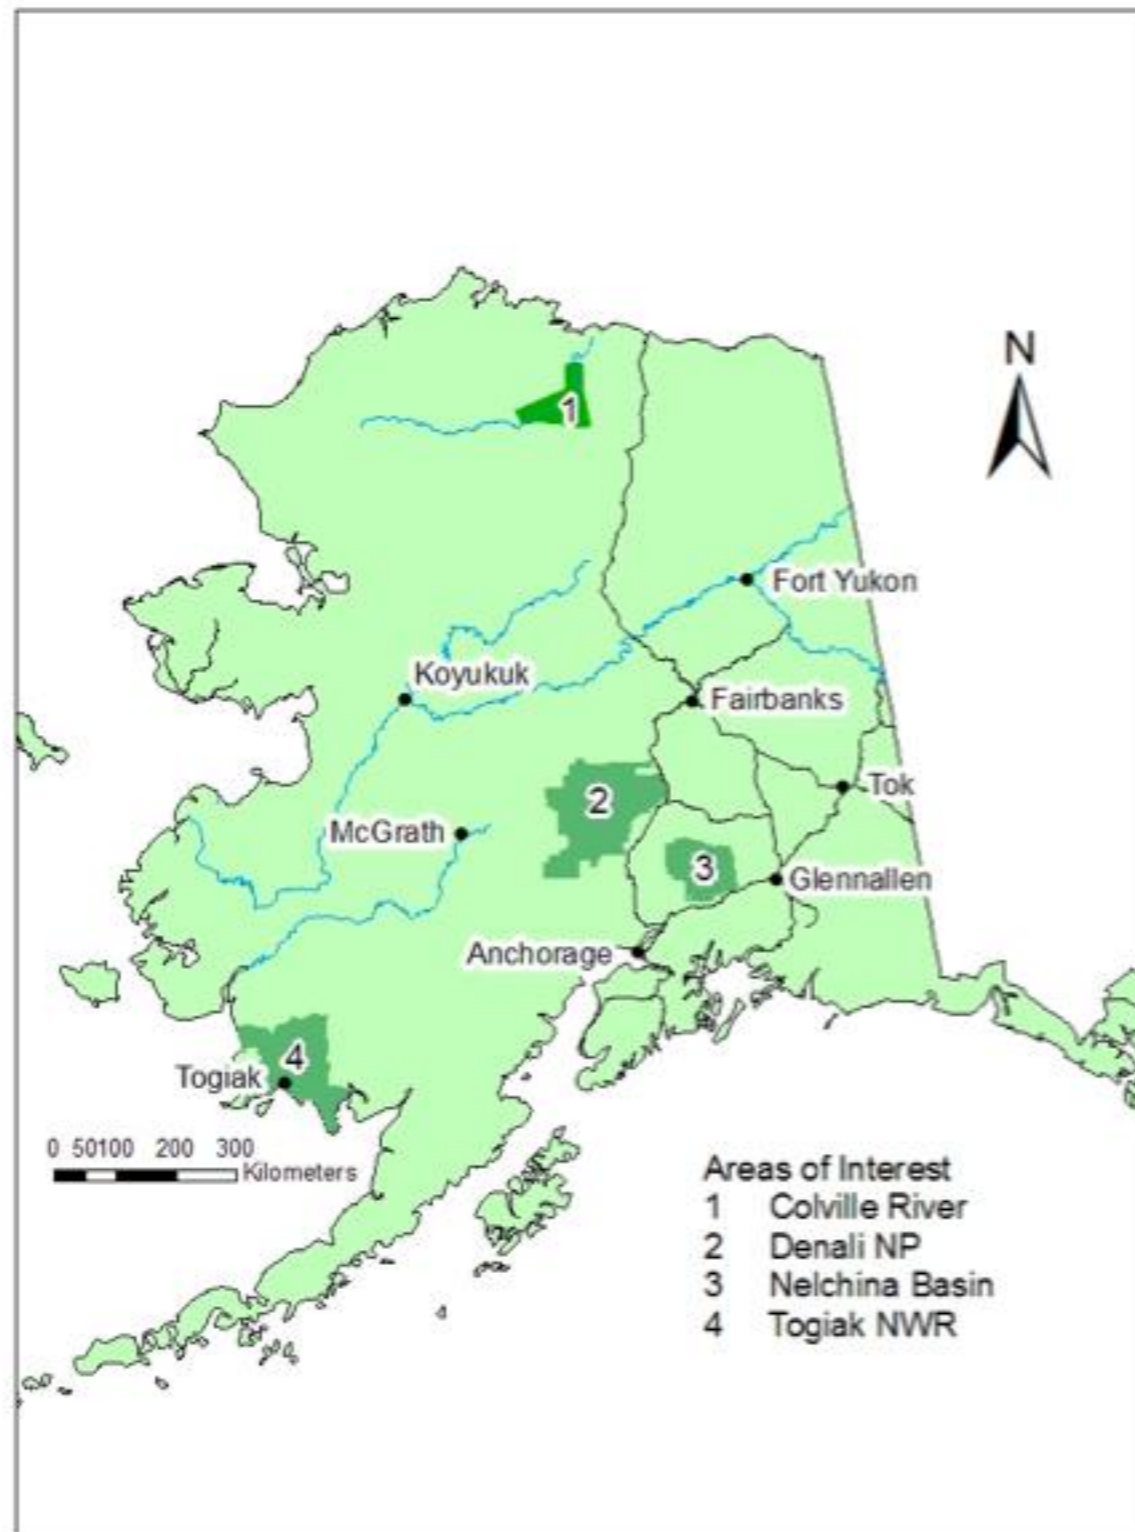 N
1
Fort Yukon
Koyukuk
Fairbanks
2
Tok
McGrath
3
Glennallen
Anchorage
4
Togiak
0 50100 200 300
Kilometers
Areas of Interest
1 Colville River
2 Denali NP
3 Nelchina Basin
4 Togiak NWR